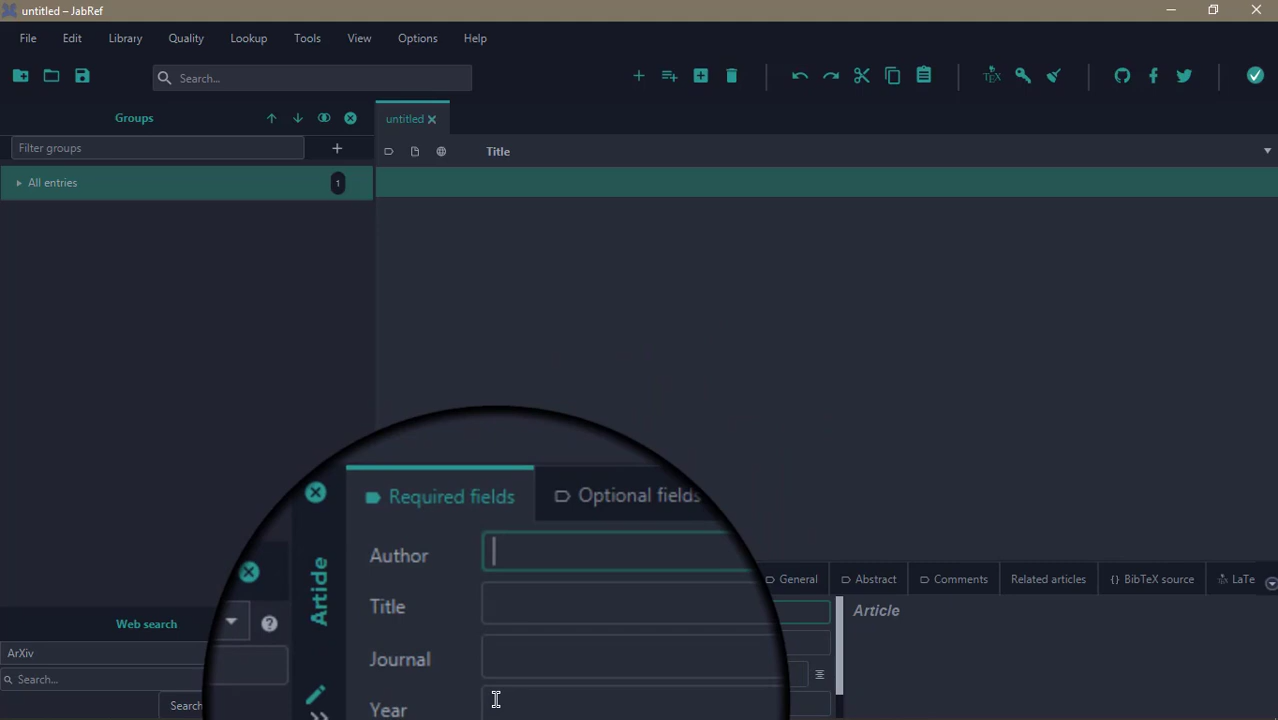 untitled – JabRef
File Edit Library Quality Lookup Tools View Options Help
Search...
TEX
Groups
untitled
Filter groups
Title
All entries
1
Required fields
Optional fields
Author
Article
Title
Journal
Year
General
Abstract
Comments
Related articles
{} BibTeX source
LaTe
Article
Web search
ArXiv
Search...
Search